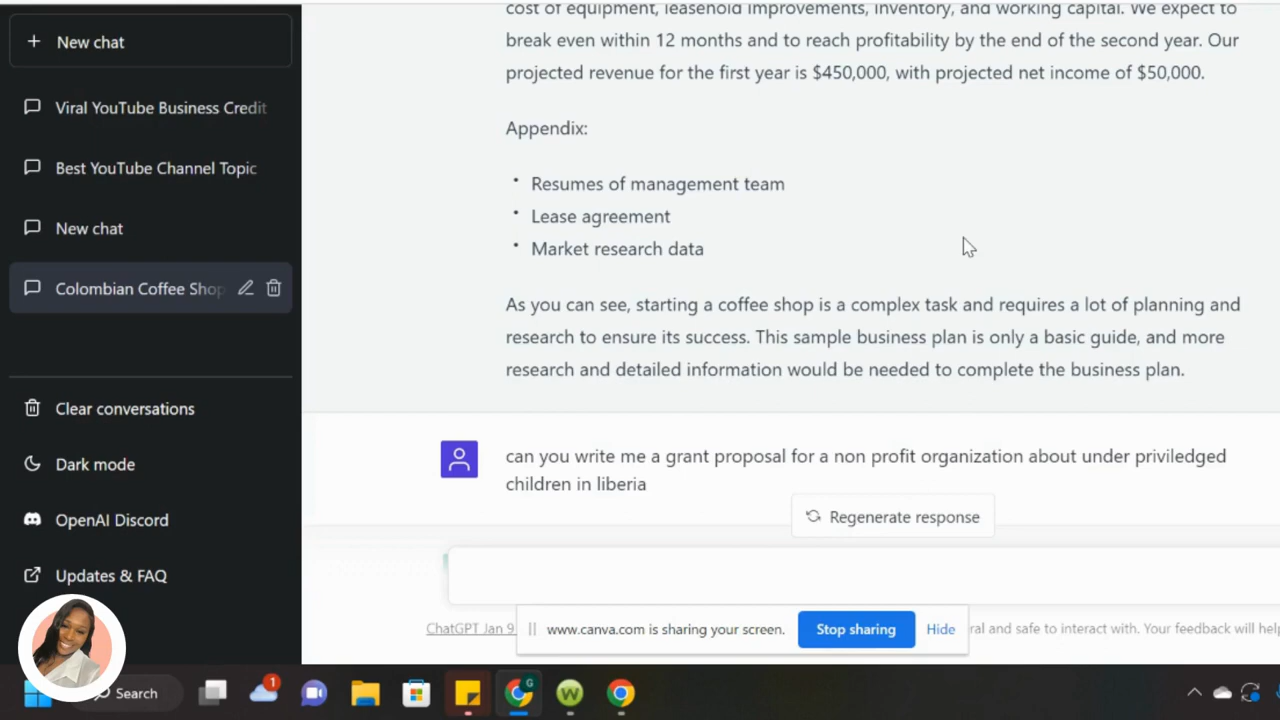 New chat
Viral YouTube Business Credit
Best YouTube Channel Topic
New chat
Colombian Coffee Shop
Clear conversations
Dark mode
OpenAI Discord
Updates & FAQ
cost of equipment, leasehold improvements, inventory, and working capital. We expect to
break even within 12 months and to reach profitability by the end of the second year. Our
projected revenue for the first year is $450,000, with projected net income of $50,000.
Appendix:
• Resumes of management team
• Lease agreement
• Market research data
As you can see, starting a coffee shop is a complex task and requires a lot of planning and
research to ensure its success. This sample business plan is only a basic guide, and more
research and detailed information would be needed to complete the business plan.
can you write me a grant proposal for a non profit organization about under priviledged
children in liberia
Regenerate response
ChatGPT Jan 9
www.canva.com is sharing your screen.
Stop sharing
Hide
ral and safe to interact with. Your feedback will help
Search
1
G
W